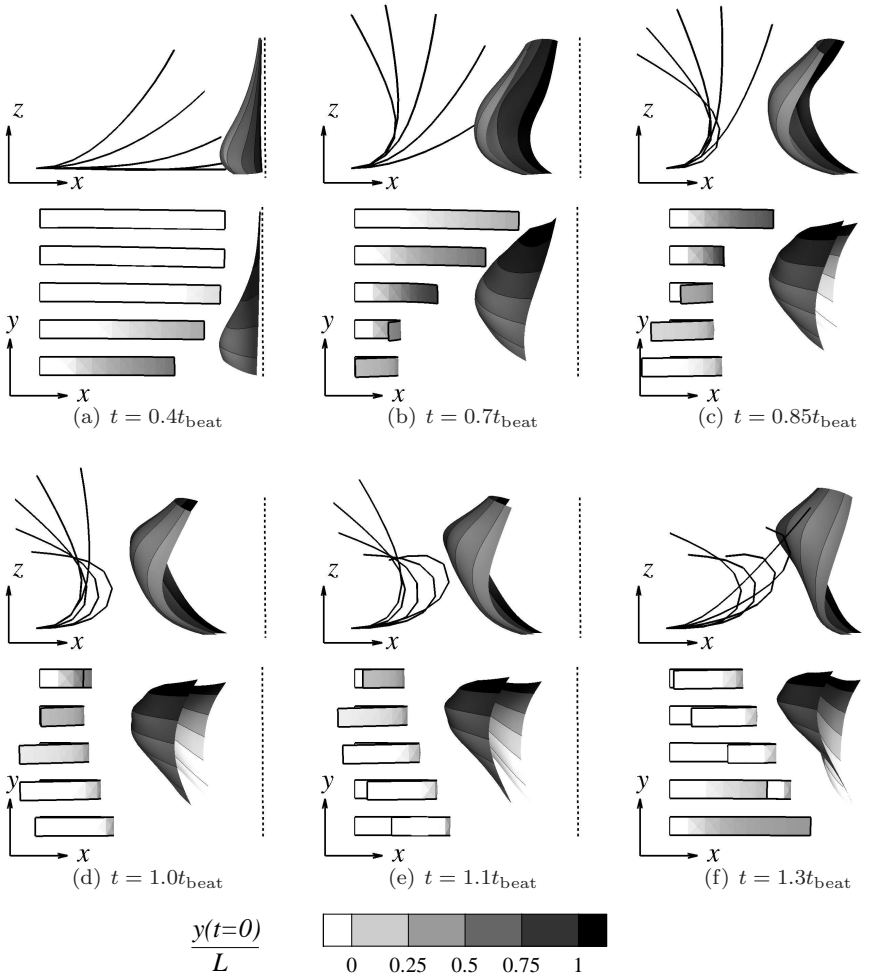 z
x
y
x
(a) t = 0.4t_beat
z
x
y
x
(b) t = 0.7t_beat
z
x
y
x
(c) t = 0.85t_beat
z
x
y
x
(d) t = 1.0t_beat
z
x
y
x
(e) t = 1.1t_beat
z
x
y
x
(f) t = 1.3t_beat
y(t=0)
L
0 0.25 0.5 0.75 1